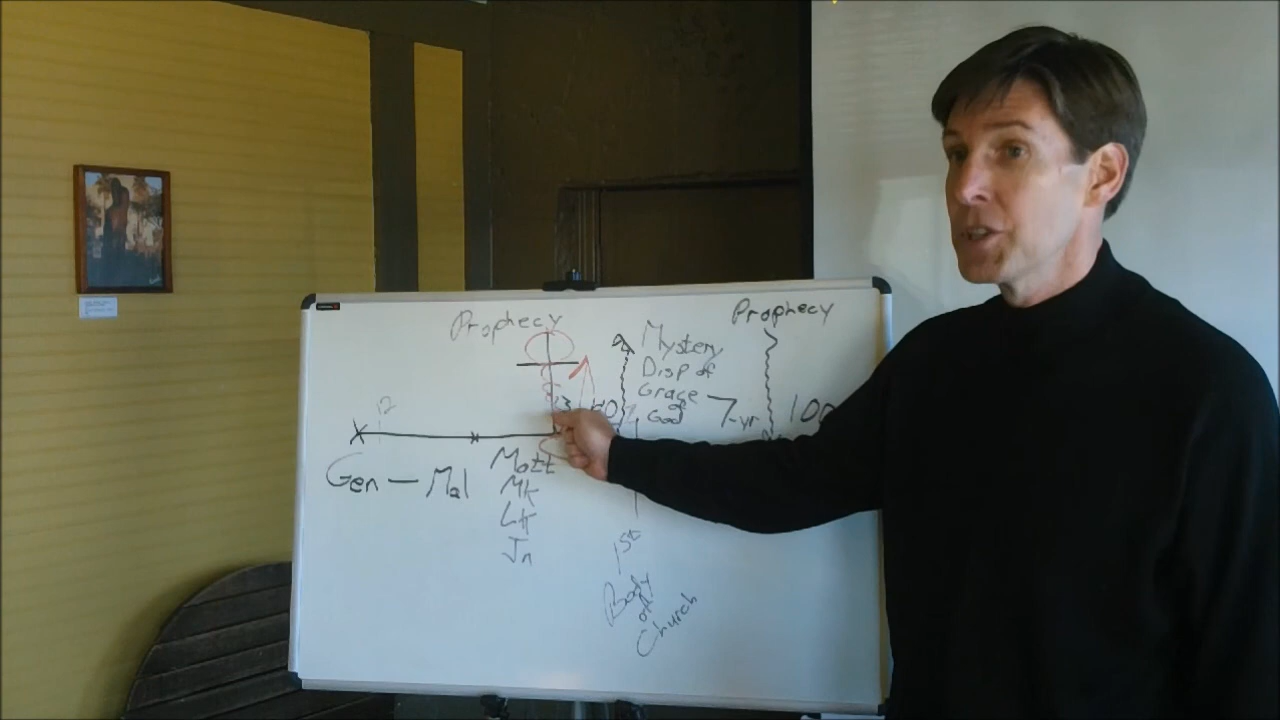 Prophecy
Prophecy
Mystery
Disp of
Grace
of
God
7-yr
Gen — Mal
Matt
Mk
Lk
Jn
1st
Body
of
Church